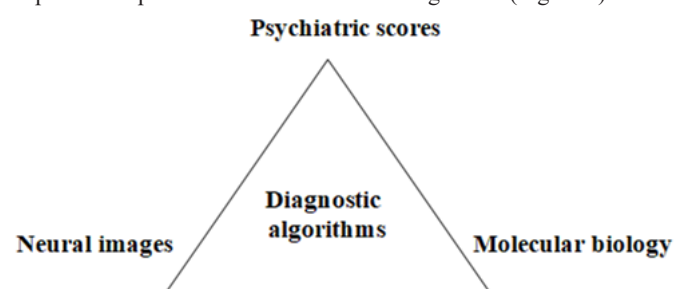 Psychiatric scores
Diagnostic
algorithms
Neural images
Molecular biology